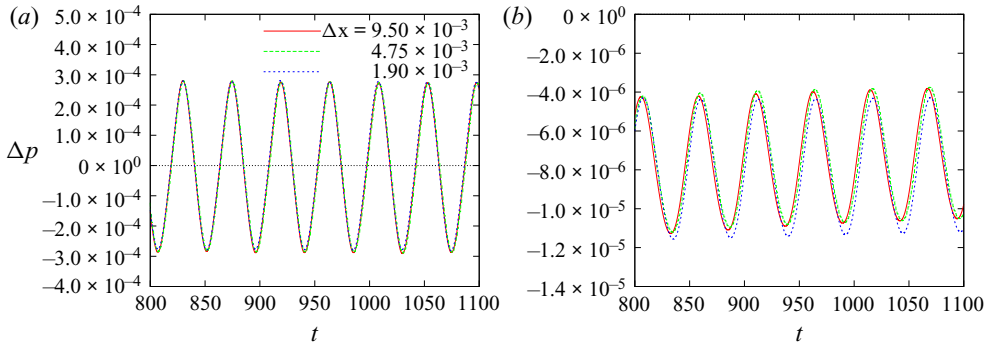 (a)
5.0 × 10⁻⁴
4.0 × 10⁻⁴
3.0 × 10⁻⁴
2.0 × 10⁻⁴
1.0 × 10⁻⁴
0 × 10⁰
–1.0 × 10⁻⁴
–2.0 × 10⁻⁴
–3.0 × 10⁻⁴
–4.0 × 10⁻⁴
Δp
Δx = 9.50 × 10⁻³
4.75 × 10⁻³
1.90 × 10⁻³
800 850 900 950 1000 1050 1100
t
(b)
0 × 10⁰
–2.0 × 10⁻⁶
–4.0 × 10⁻⁶
–6.0 × 10⁻⁶
–8.0 × 10⁻⁶
–1.0 × 10⁻⁵
–1.2 × 10⁻⁵
–1.4 × 10⁻⁵
800 850 900 950 1000 1050 1100
t